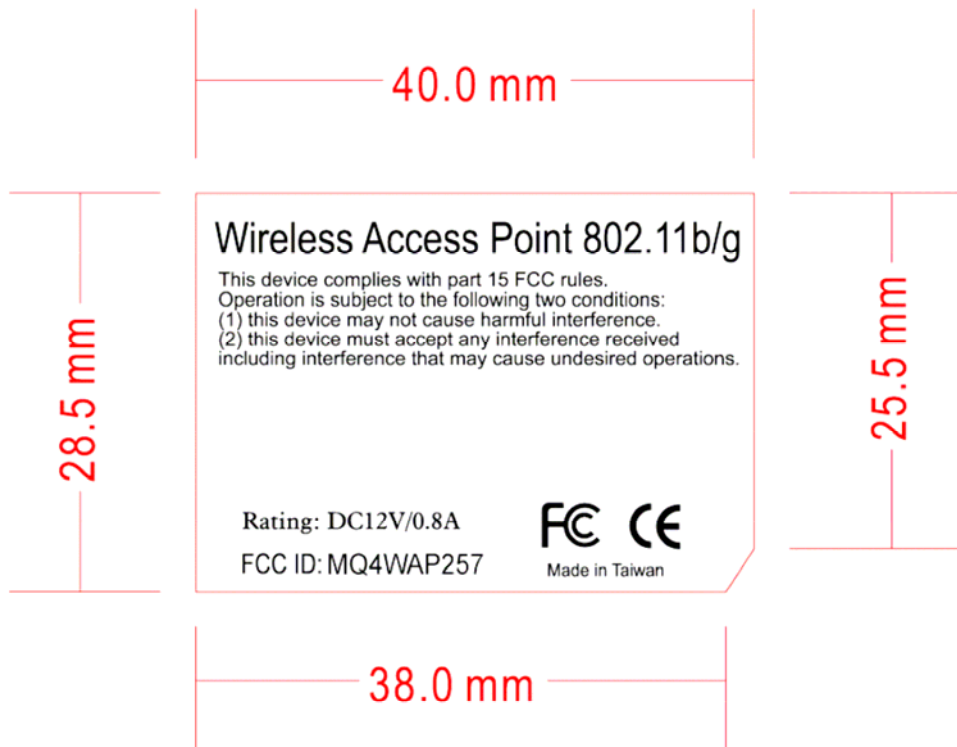 40.0 mm
28.5 mm
25.5 mm
Wireless Access Point 802.11b/g
This device complies with part 15 FCC rules.
Operation is subject to the following two conditions:
(1) this device may not cause harmful interference.
(2) this device must accept any interference received
including interference that may cause undesired operations.
Rating: DC12V/0.8A
FC CE
FCC ID: MQ4WAP257
Made in Taiwan
38.0 mm